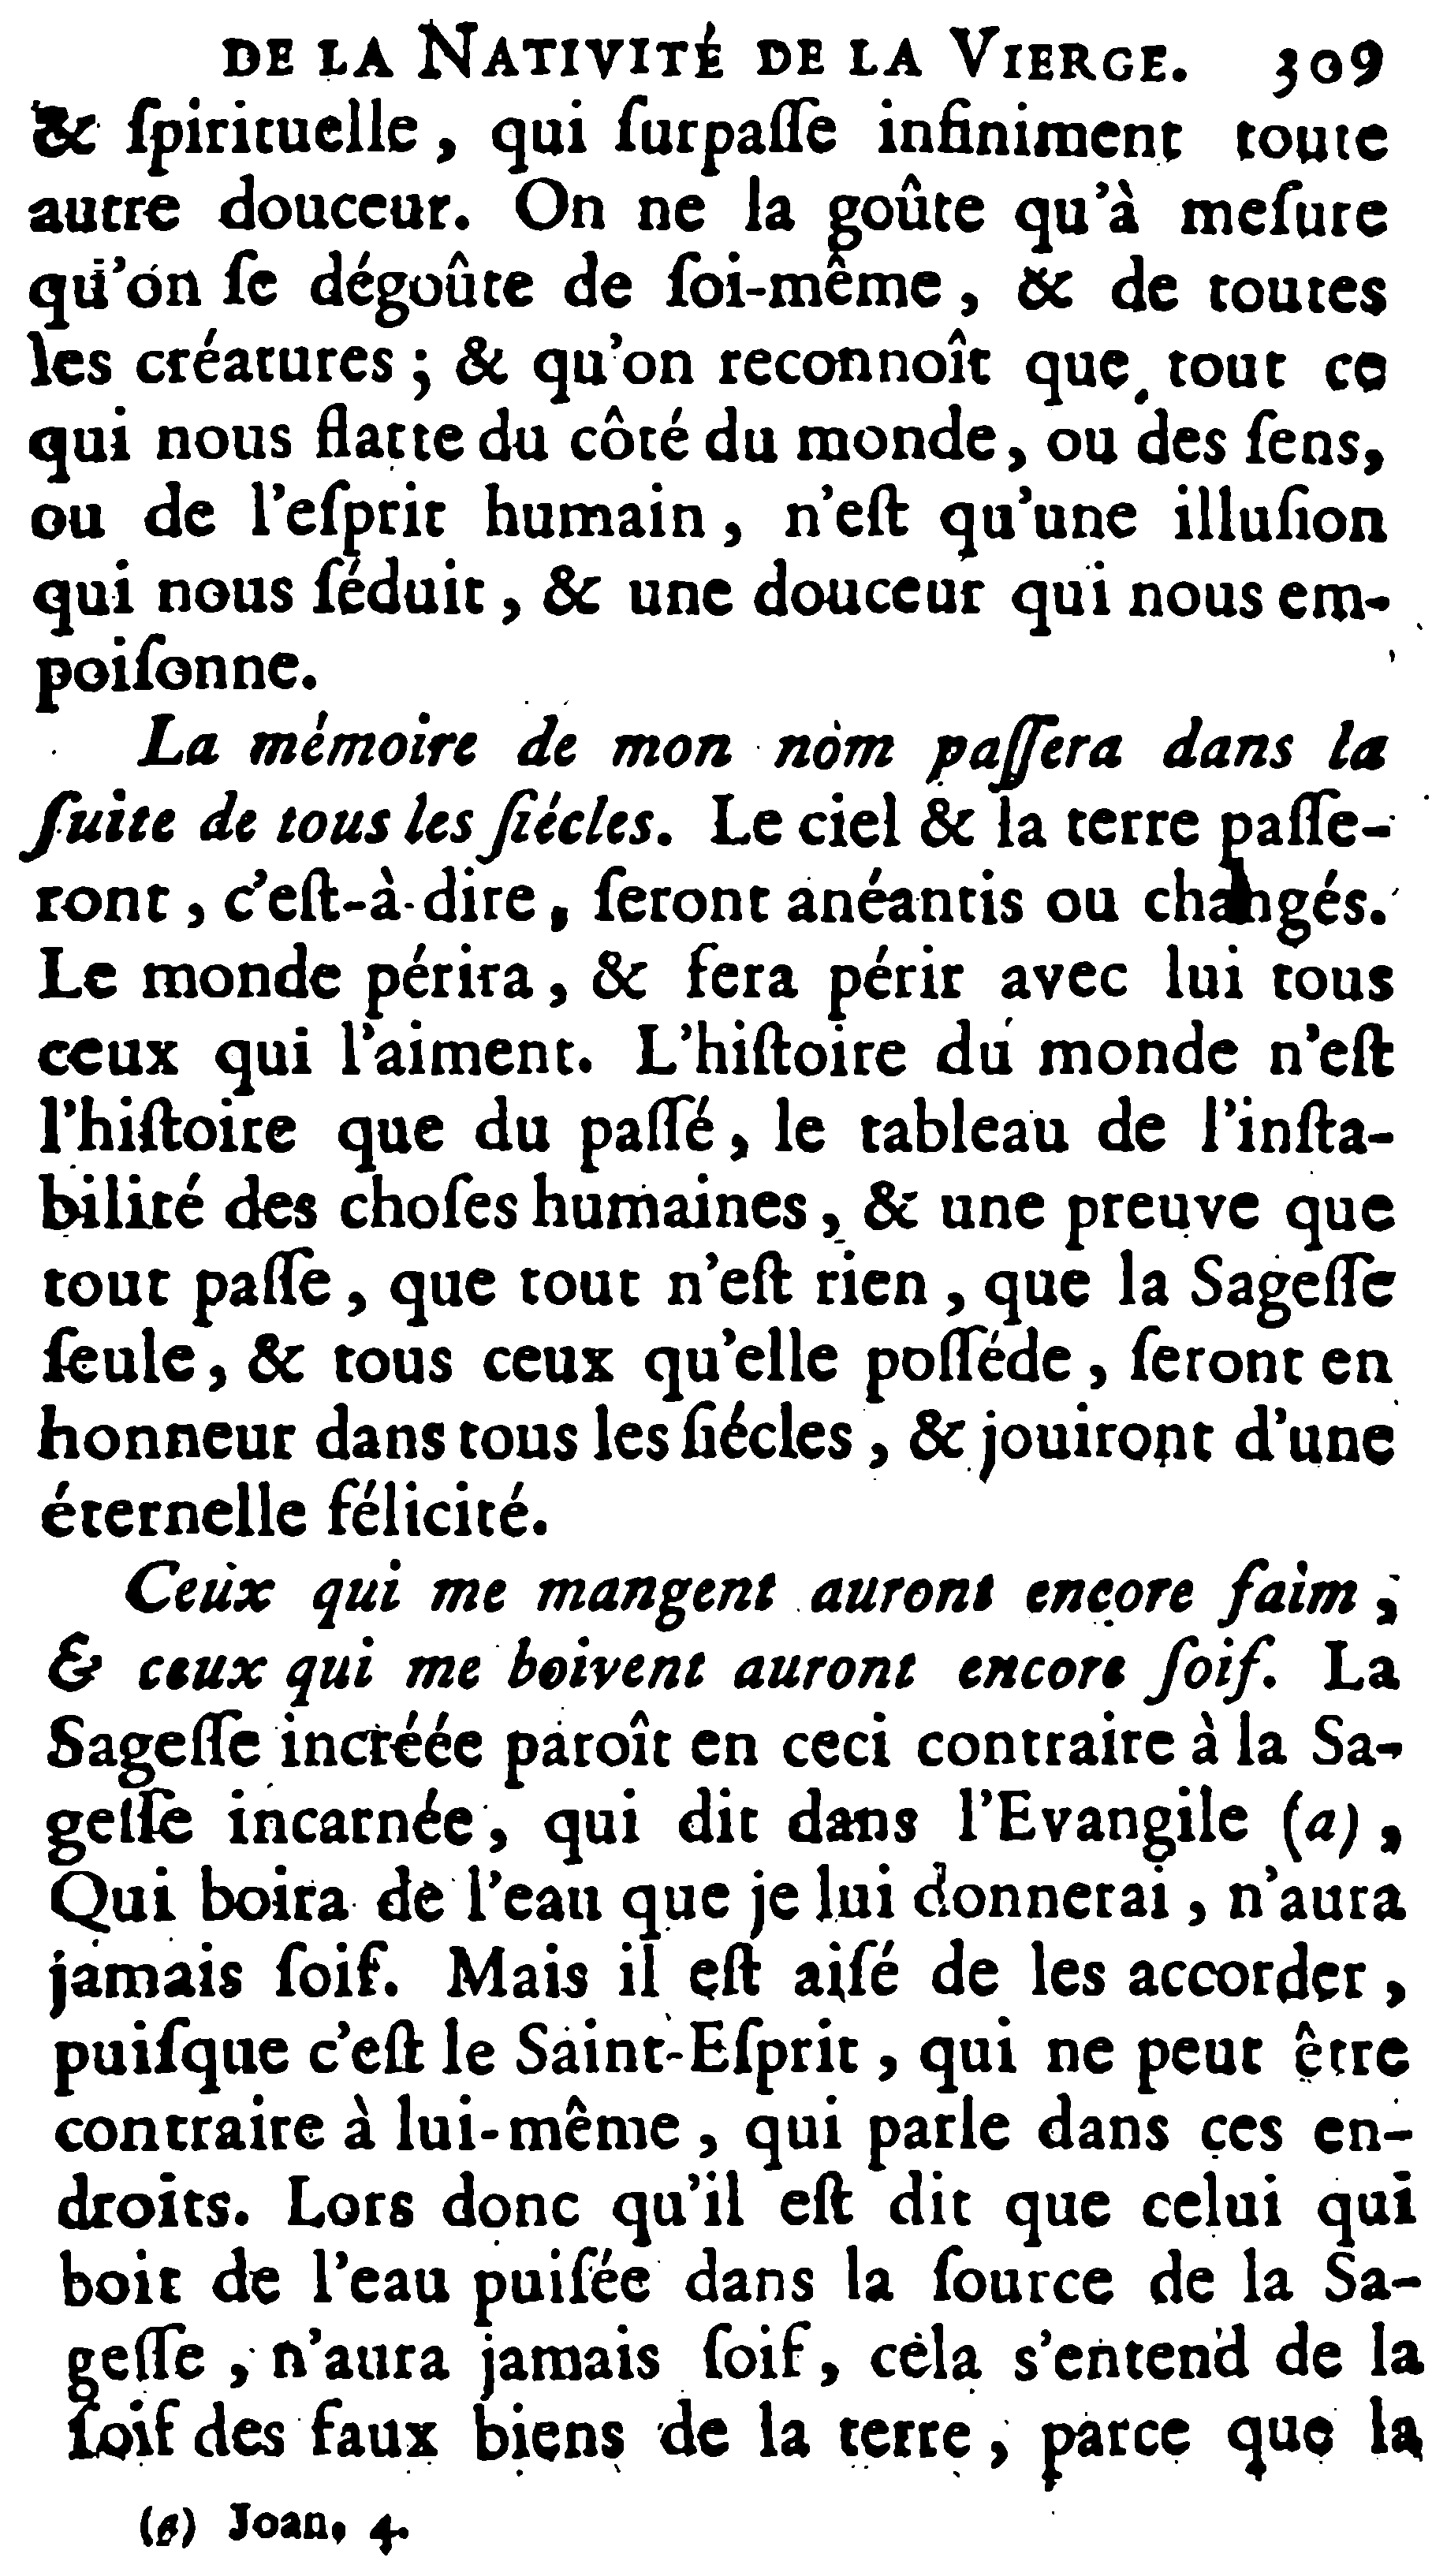 DE LA NATIVITÉ DE LA VIERGE. 309
& ſpirituelle, qui ſurpaſſe infiniment toute
autre douceur. On ne la goûte qu'à meſure
qu'on ſe dégoûte de ſoi-même, & de toutes
les créatures; & qu'on reconnoît que tout ce
qui nous flatte du côté du monde, ou des ſens,
ou de l'eſprit humain, n'eſt qu'une illuſion
qui nous ſéduit, & une douceur qui nous em-
poiſonne.
La mémoire de mon nom paſſera dans la
ſuite de tous les ſiécles. Le ciel & la terre paſſe-
ront, c'eſt-à-dire, ſeront anéantis ou changés.
Le monde périra, & fera périr avec lui tous
ceux qui l'aiment. L'hiſtoire du monde n'eſt
l'hiſtoire que du paſſé, le tableau de l'inſta-
bilité des choſes humaines, & une preuve que
tout paſſe, que tout n'eſt rien, que la Sageſſe
ſeule, & tous ceux qu'elle poſſéde, ſeront en
honneur dans tous les ſiécles, & jouiront d'une
éternelle félicité.
Ceux qui me mangent auront encore faim,
& ceux qui me boivent auront encore ſoif. La
Sageſſe incréée paroît en ceci contraire à la Sa-
geſſe incarnée, qui dit dans l'Evangile (a),
Qui boira de l'eau que je lui donnerai, n'aura
jamais ſoif. Mais il eſt aiſé de les accorder,
puiſque c'eſt le Saint-Eſprit, qui ne peut être
contraire à lui-même, qui parle dans ces en-
droits. Lors donc qu'il eſt dit que celui qui
boit de l'eau puiſée dans la ſource de la Sa-
geſſe, n'aura jamais ſoif, cela s'entend de la
ſoif des faux biens de la terre, parce que la
(a) Joan. 4.